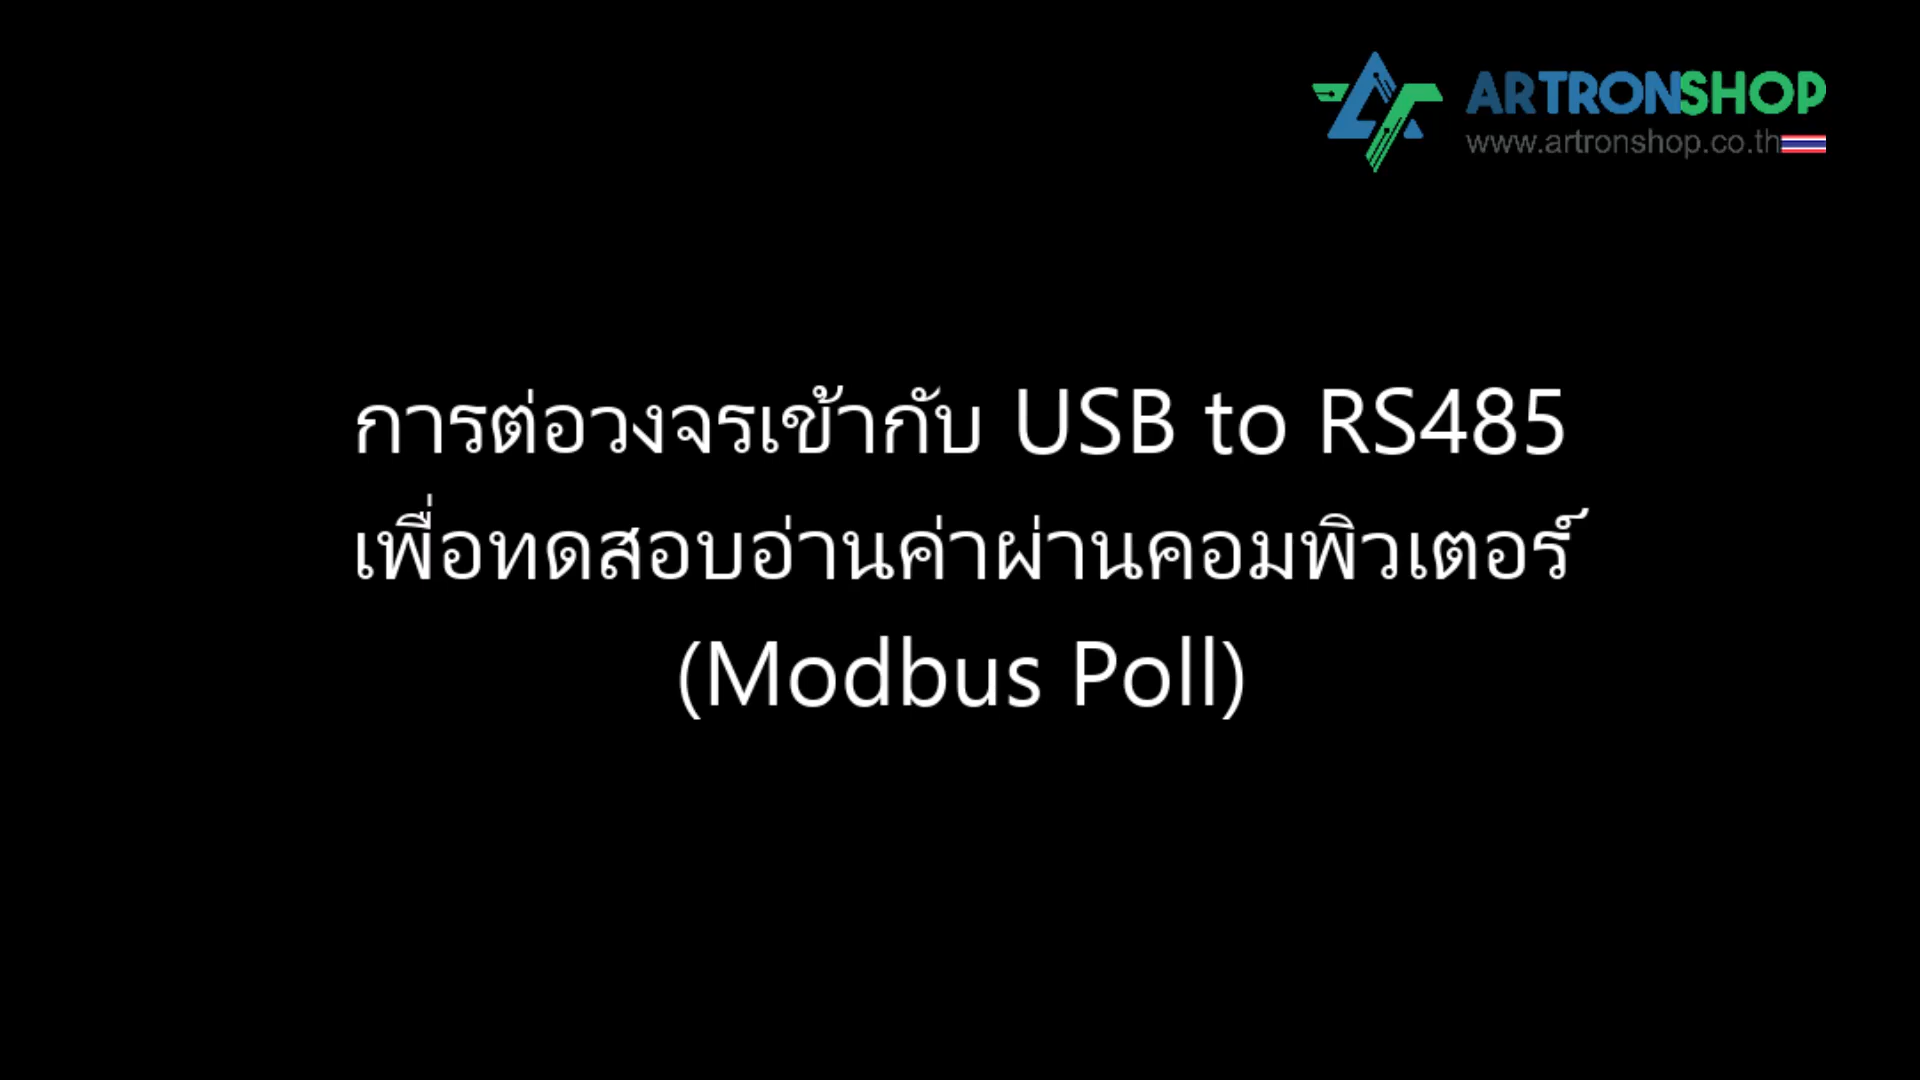 ARTRONSHOP
www.artronshop.co.th
การต่อวงจรเข้ากับ USB to RS485
เพื่อทดสอบอ่านค่าผ่านคอมพิวเตอร์
(Modbus Poll)